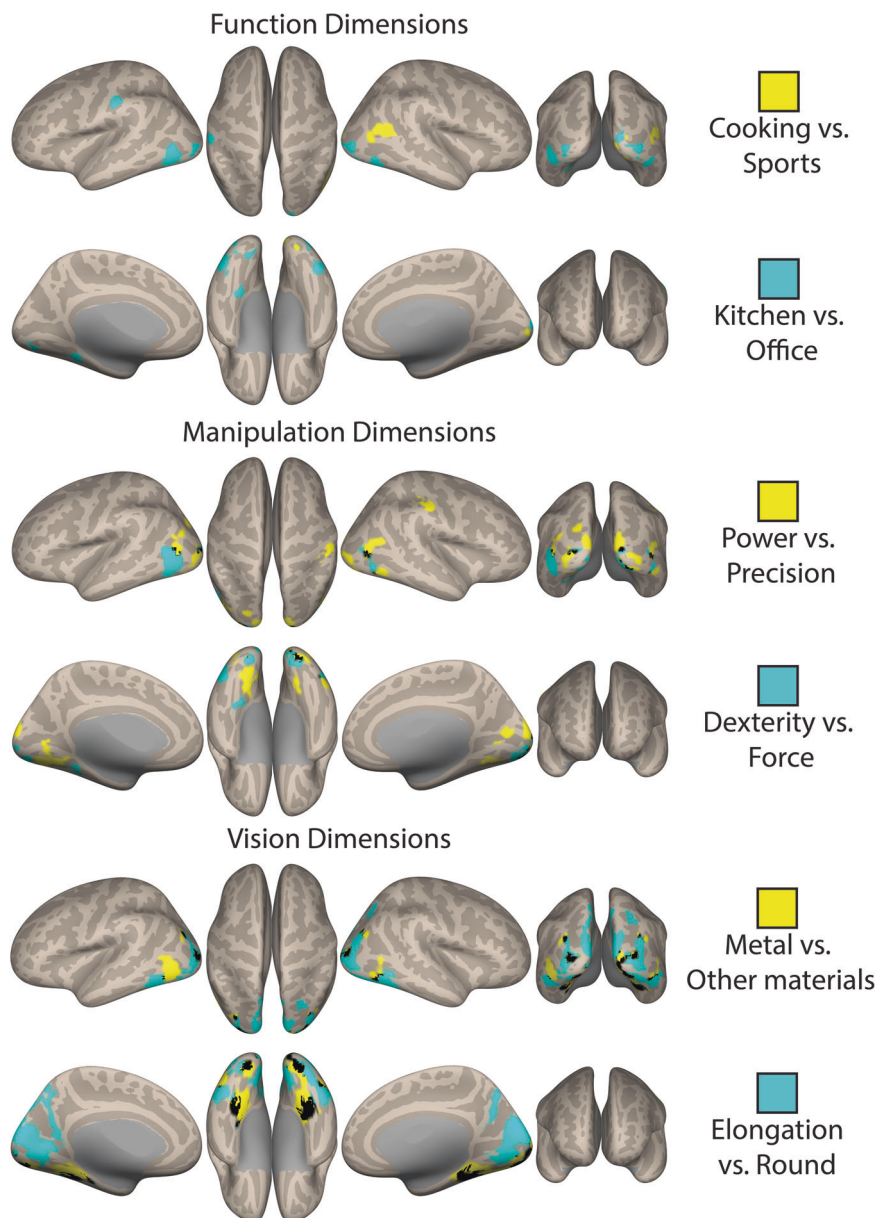 Function Dimensions
Cooking vs.
Sports
Kitchen vs.
Office
Manipulation Dimensions
Power vs.
Precision
Dexterity vs.
Force
Vision Dimensions
Metal vs.
Other materials
Elongation
vs. Round